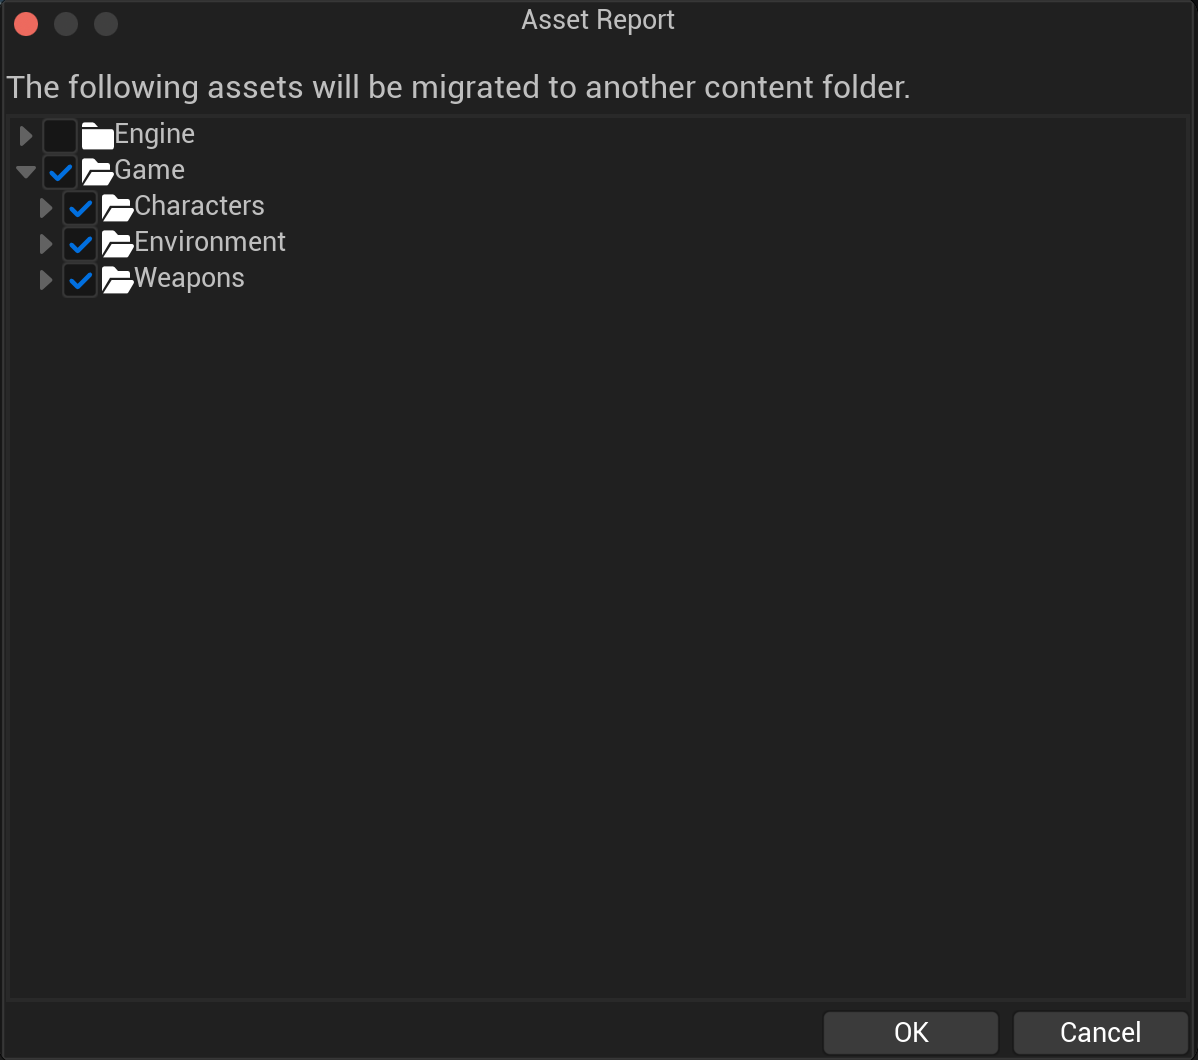 Asset Report
The following assets will be migrated to another content folder.
Engine
Game
Characters
Environment
Weapons
OK
Cancel